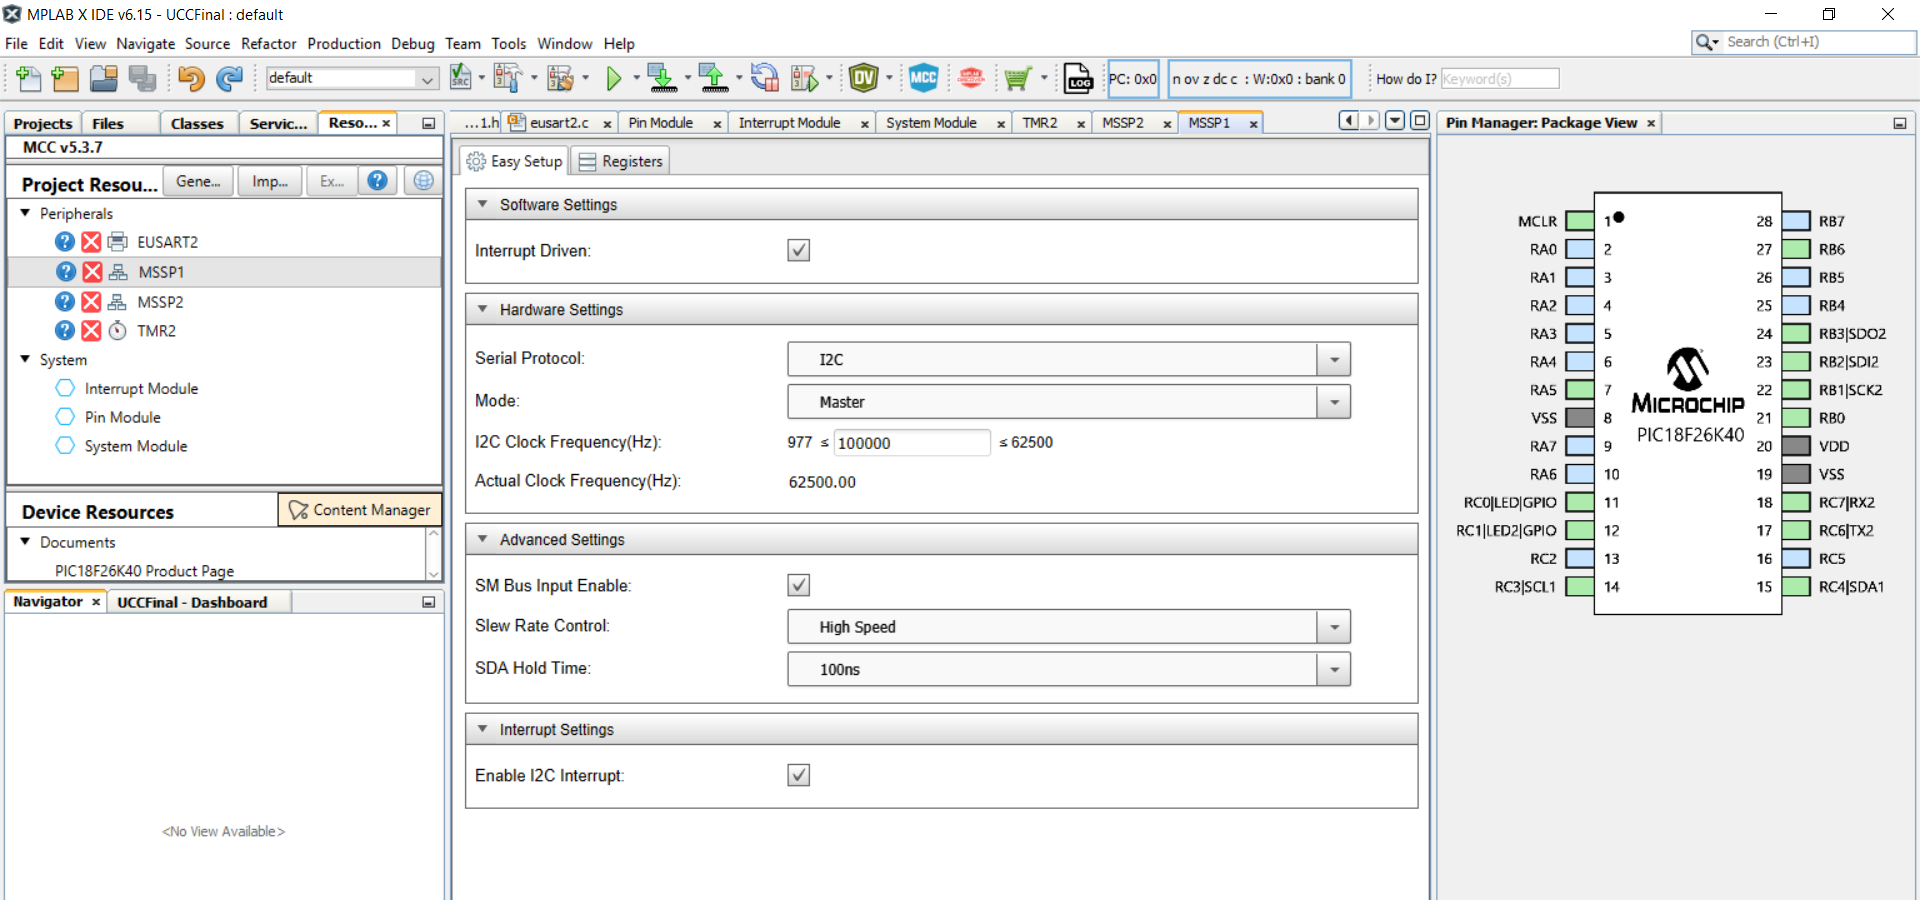 MPLAB X IDE v6.15 - UCCFinal : default
File Edit View Navigate Source Refactor Production Debug Team Tools Window Help
Search (Ctrl+I)
default
SRC
DV
MCC
LOG
PC: 0x0
n ov z dc c : W:0x0 : bank 0
How do I?
Keyword(s)
Projects
Files
Classes
Servic...
Reso... ×
MCC v5.3.7
Project Resou...
Gene...
Imp...
Ex...
Peripherals
EUSART2
MSSP1
MSSP2
TMR2
System
Interrupt Module
Pin Module
System Module
Device Resources
Content Manager
Documents
PIC18F26K40 Product Page
Navigator ×
UCCFinal - Dashboard
<No View Available>
...1.h
eusart2.c ×
Pin Module ×
Interrupt Module ×
System Module ×
TMR2 ×
MSSP2 ×
MSSP1 ×
Easy Setup
Registers
Software Settings
Interrupt Driven:
Hardware Settings
Serial Protocol:
I2C
Mode:
Master
I2C Clock Frequency(Hz):
977 ≤ 100000 ≤ 62500
Actual Clock Frequency(Hz):
62500.00
Advanced Settings
SM Bus Input Enable:
Slew Rate Control:
High Speed
SDA Hold Time:
100ns
Interrupt Settings
Enable I2C Interrupt:
Pin Manager: Package View ×
MCLR 1 28 RB7
RA0 2 27 RB6
RA1 3 26 RB5
RA2 4 25 RB4
RA3 5 24 RB3|SDO2
RA4 6 23 RB2|SDI2
RA5 7 22 RB1|SCK2
VSS 8 21 RB0
RA7 9 20 VDD
RA6 10 19 VSS
RC0|LED|GPIO 11 18 RC7|RX2
RC1|LED2|GPIO 12 17 RC6|TX2
RC2 13 16 RC5
RC3|SCL1 14 15 RC4|SDA1
MICROCHIP
PIC18F26K40